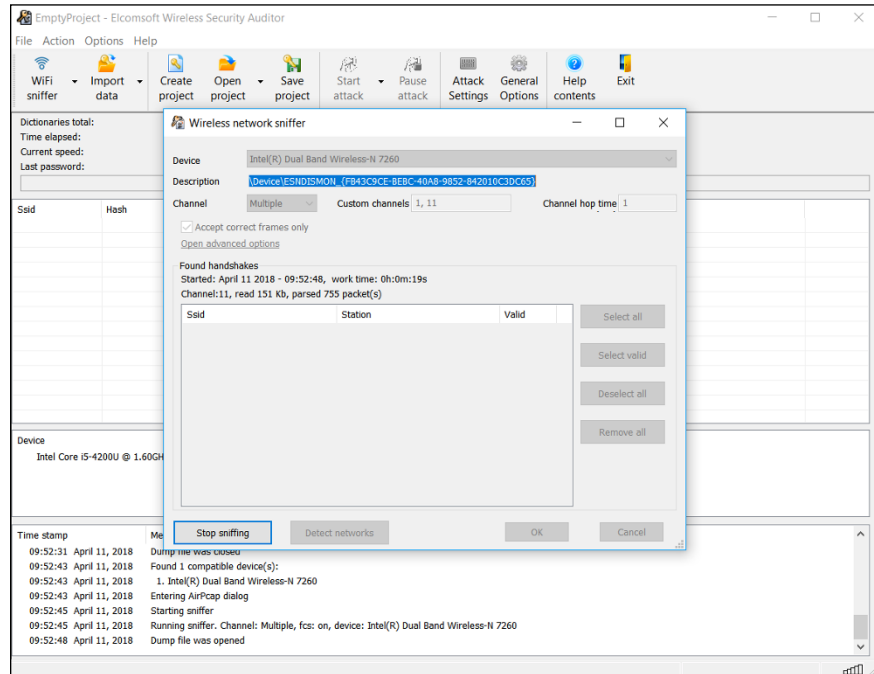 EmptyProject - Elcomsoft Wireless Security Auditor
File Action Options Help
WiFi sniffer
Import data
Create project
Open project
Save project
Start attack
Pause attack
Attack Settings
General Options
Help contents
Exit
Dictionaries total:
Time elapsed:
Current speed:
Last password:
Ssid Hash
Wireless network sniffer
Device Intel(R) Dual Band Wireless-N 7260
Description \Device\ESNDISMON_{FB43C9CE-BEBC-40A8-9852-842010C3DC65}
Channel Multiple Custom channels 1, 11 Channel hop time 1
Accept correct frames only
Open advanced options
Found handshakes
Started: April 11 2018 - 09:52:48, work time: 0h:0m:19s
Channel:11, read 151 Kb, parsed 755 packet(s)
Ssid Station Valid
Select all
Select valid
Deselect all
Remove all
Stop sniffing Detect networks OK Cancel
Device
Intel Core i5-4200U @ 1.60GH
Time stamp Me
09:52:31 April 11, 2018 Dump file was closed
09:52:43 April 11, 2018 Found 1 compatible device(s):
09:52:43 April 11, 2018 1. Intel(R) Dual Band Wireless-N 7260
09:52:43 April 11, 2018 Entering AirPcap dialog
09:52:45 April 11, 2018 Starting sniffer
09:52:45 April 11, 2018 Running sniffer. Channel: Multiple, fcs: on, device: Intel(R) Dual Band Wireless-N 7260
09:52:48 April 11, 2018 Dump file was opened